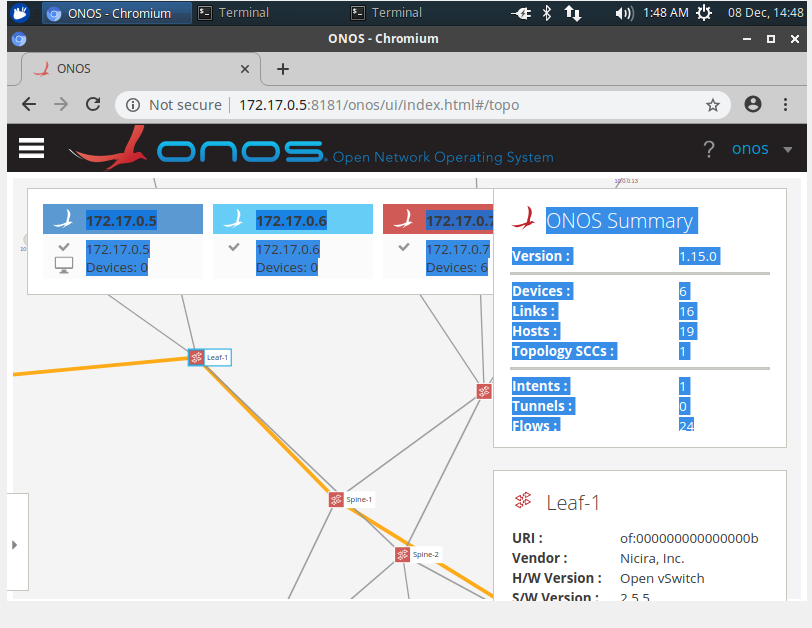 ONOS - Chromium
Terminal
Terminal
1:48 AM
08 Dec, 14:48
ONOS - Chromium
ONOS
Not secure
172.17.0.5:8181/onos/ui/index.html#/topo
onos Open Network Operating System
?
onos
172.17.0.5
172.17.0.5
Devices: 0
172.17.0.6
172.17.0.6
Devices: 0
172.17.0.7
172.17.0.7
Devices: 6
ONOS Summary
Version : 1.15.0
Devices : 6
Links : 16
Hosts : 19
Topology SCCs : 1
Intents : 1
Tunnels : 0
Flows : 24
Leaf-1
Spine-1
Spine-2
Leaf-1
URI : of:000000000000000b
Vendor : Nicira, Inc.
H/W Version : Open vSwitch
S/W Version : 2.5.5